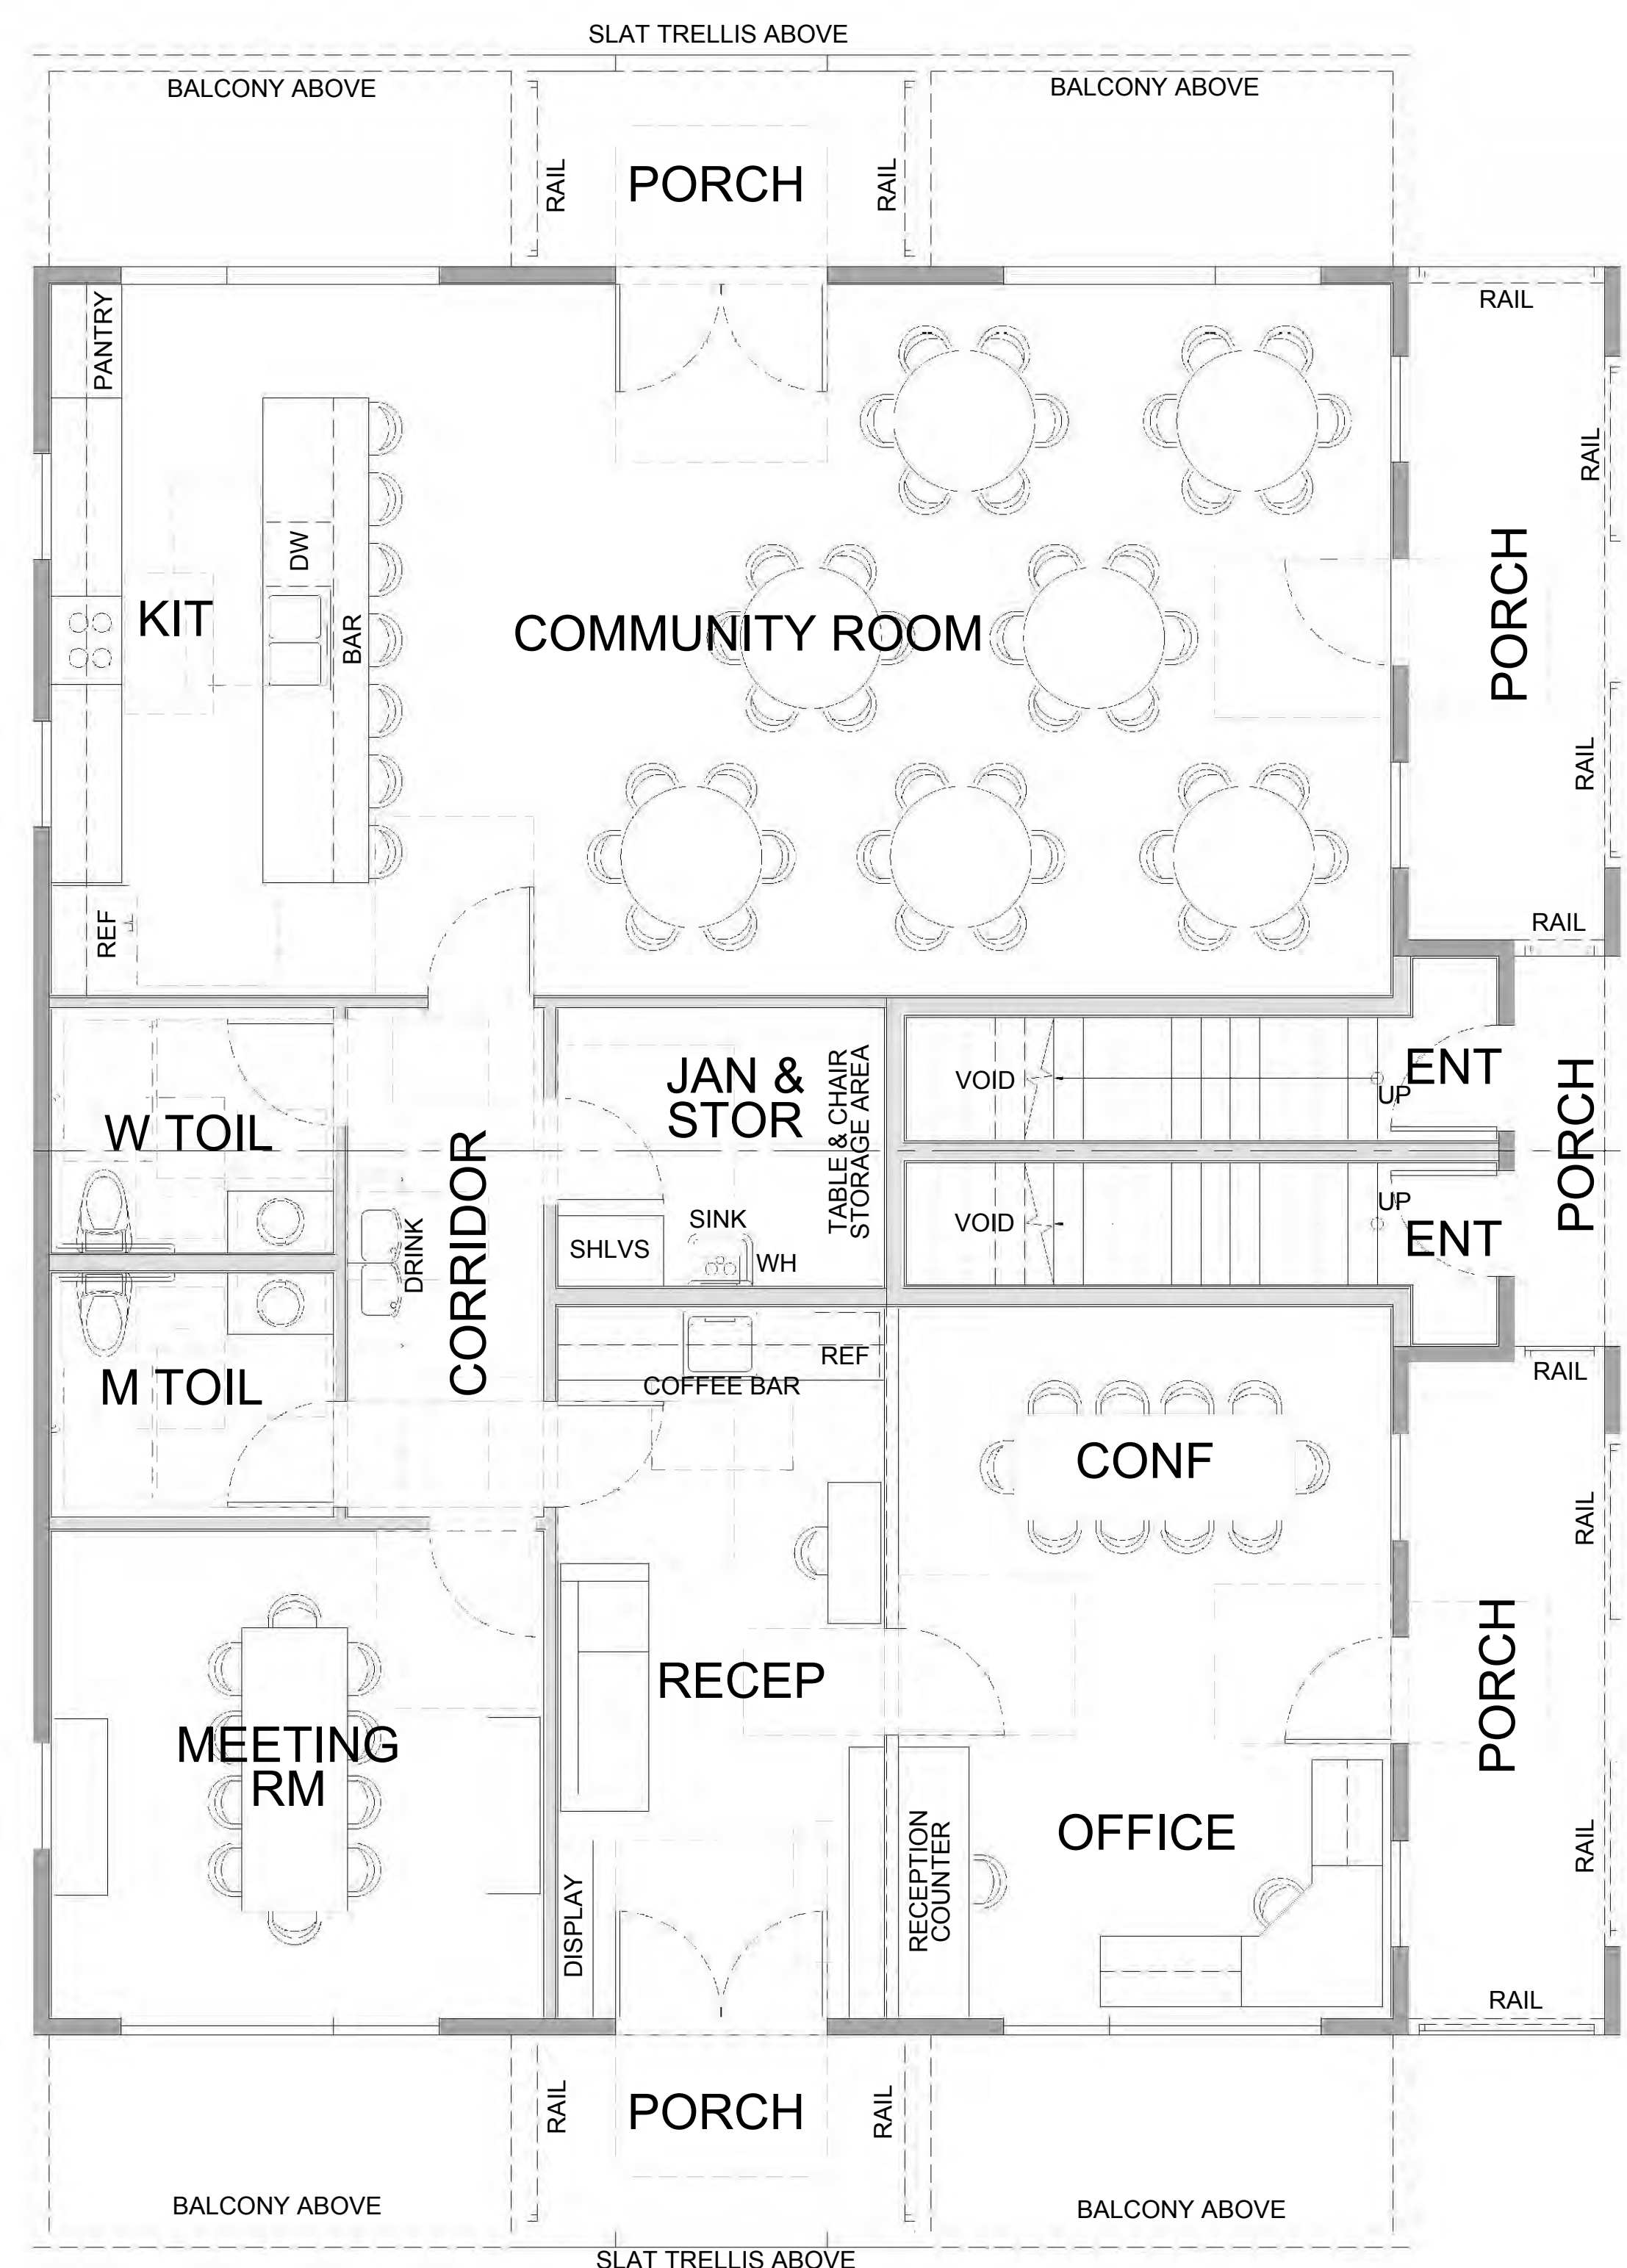 SLAT TRELLIS ABOVE
BALCONY ABOVE
BALCONY ABOVE
RAIL
PORCH
RAIL
PANTRY
RAIL
RAIL
DW
KIT
BAR
COMMUNITY ROOM
PORCH
RAIL
REF
RAIL
JAN &
STOR
TABLE & CHAIR
STORAGE AREA
VOID
UP
ENT
W TOIL
CORRIDOR
PORCH
SINK
SHLVS
WH
VOID
UP
ENT
DRINK
M TOIL
REF
COFFEE BAR
RAIL
CONF
RAIL
RECEP
PORCH
MEETING
RM
OFFICE
RECEPTION
COUNTER
RAIL
DISPLAY
RAIL
RAIL
PORCH
RAIL
BALCONY ABOVE
BALCONY ABOVE
SLAT TRELLIS ABOVE